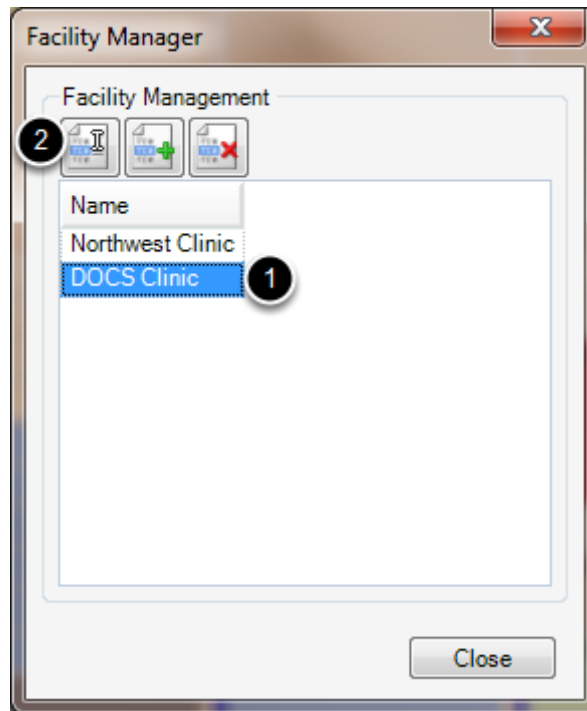 Facility Manager
Facility Management
2
Name
Northwest Clinic
DOCS Clinic 1
Close